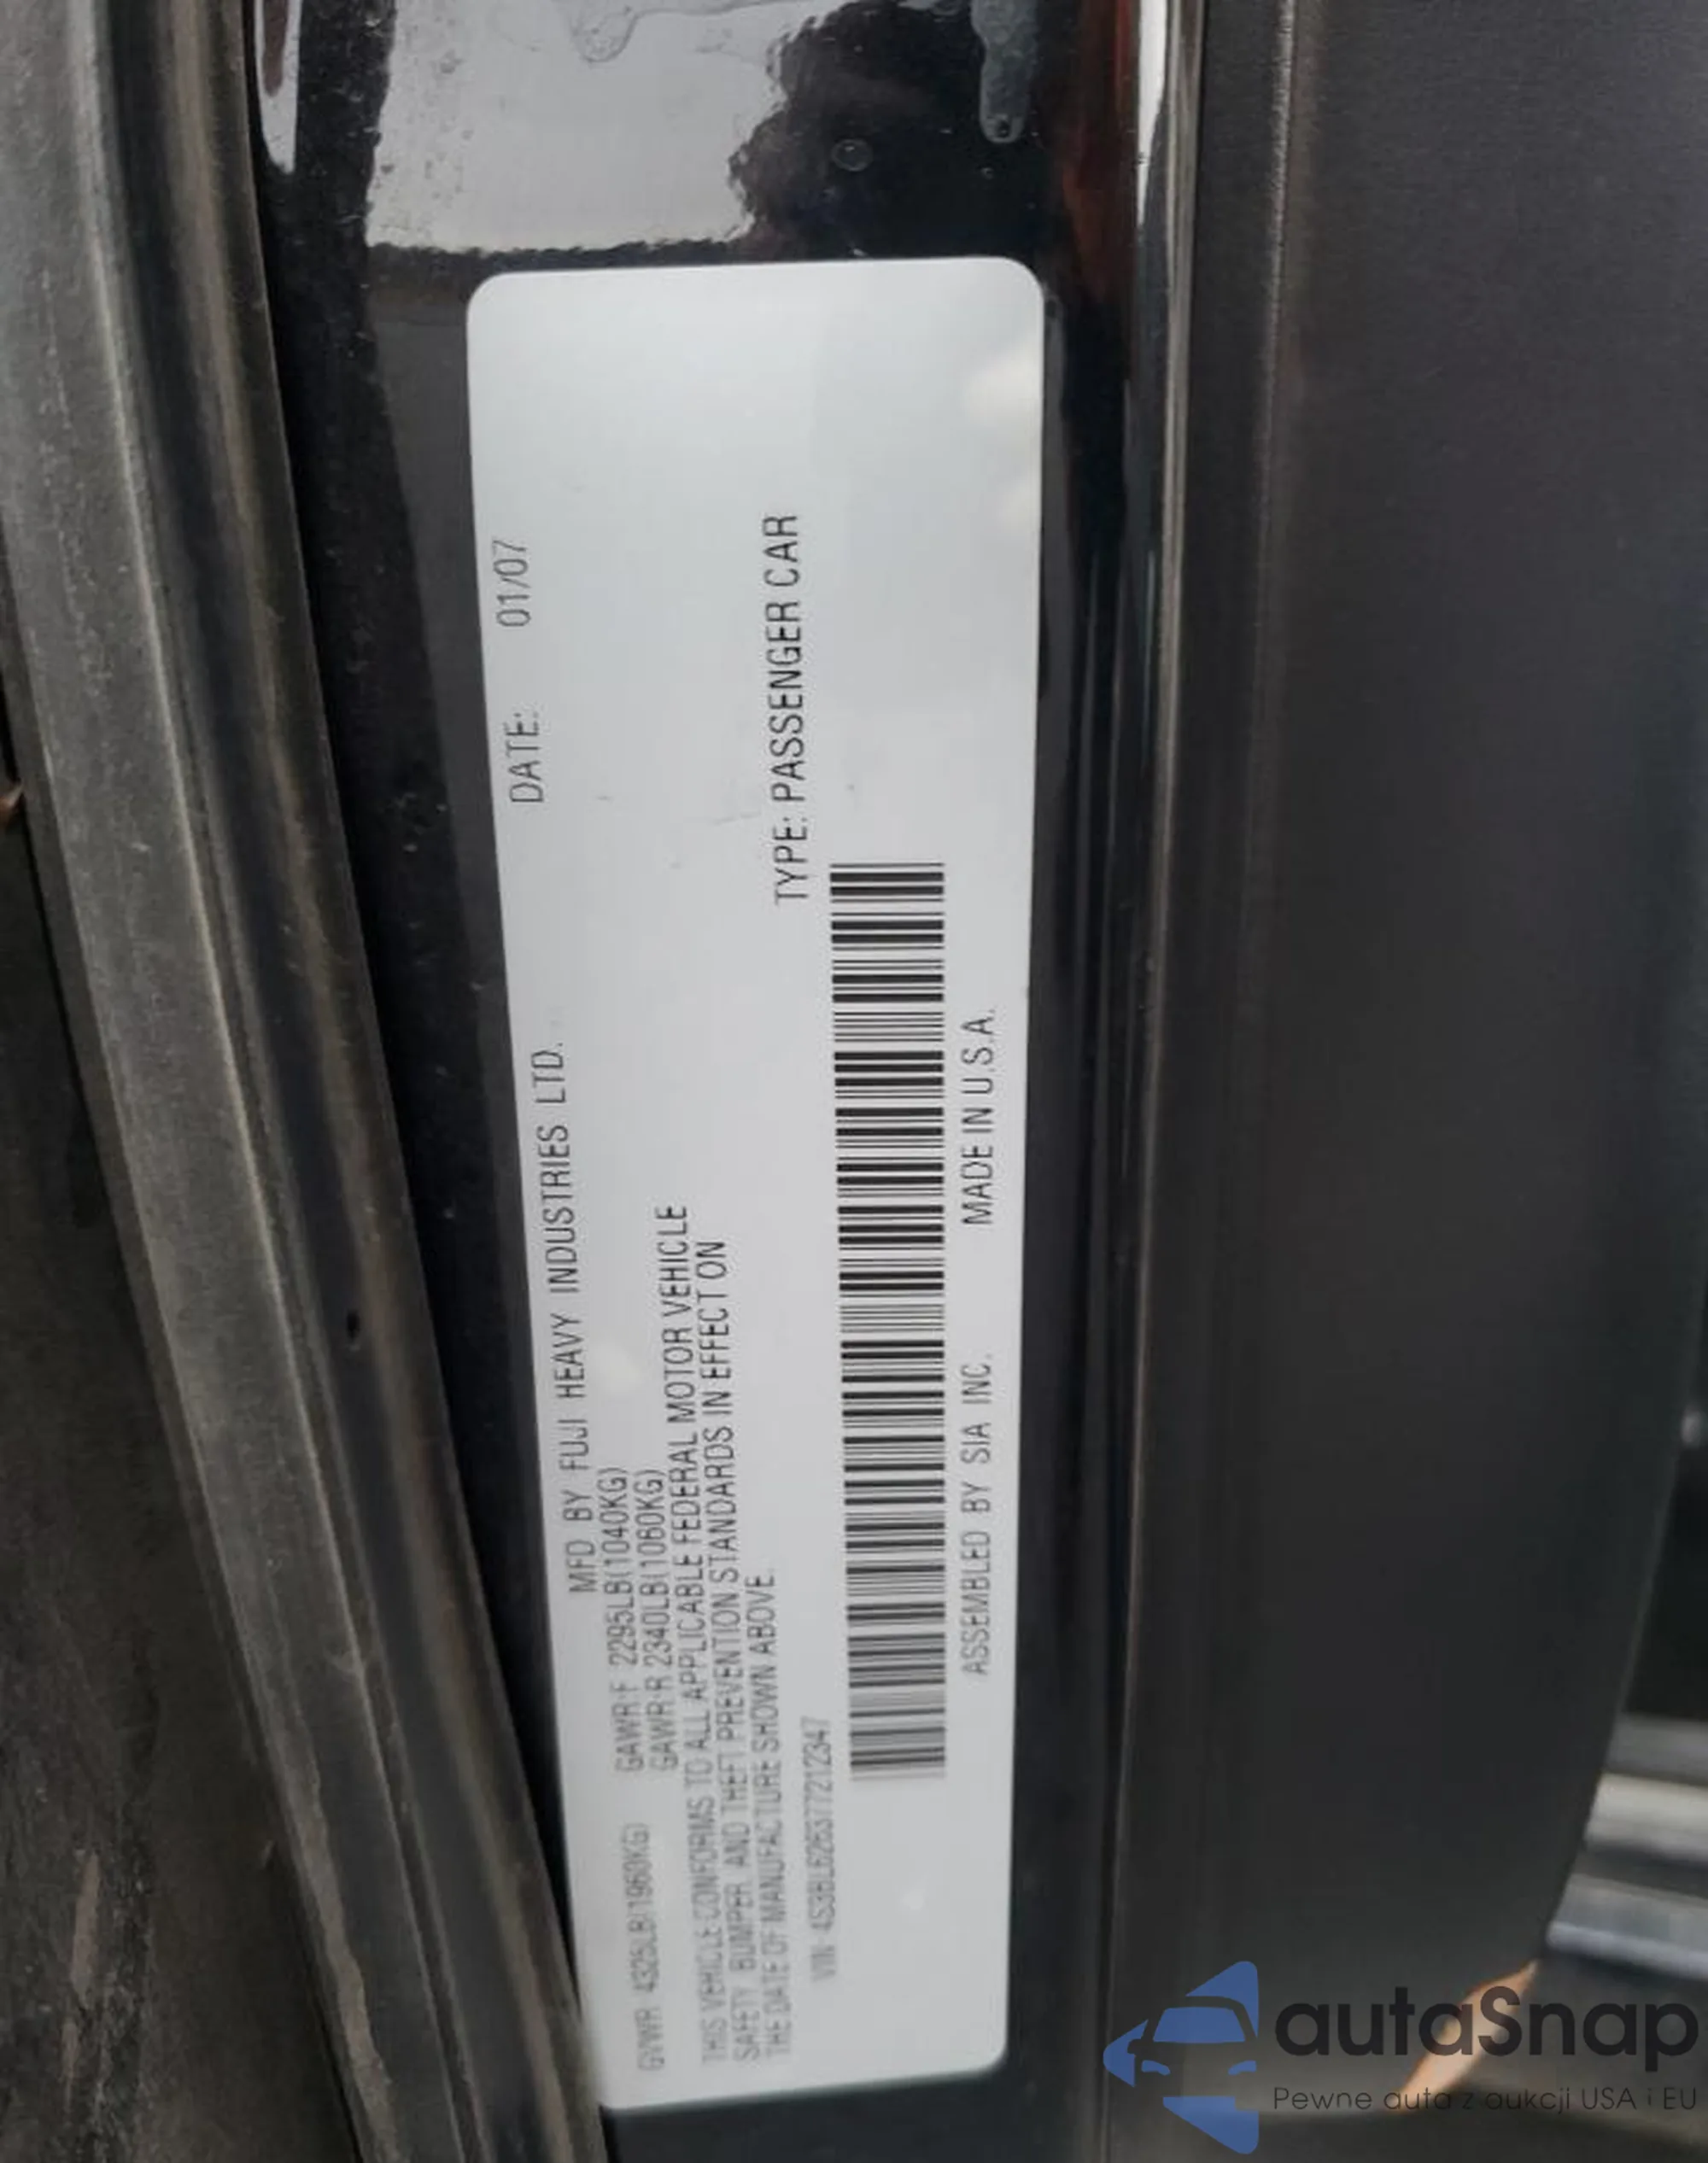 MFD BY FUJI HEAVY INDUSTRIES LTD. DATE: 01/07
GVWR 4325LB(1960KG) GAWR-F 2295LB(1040KG)
GAWR-R 2340LB(1060KG)
THIS VEHICLE CONFORMS TO ALL APPLICABLE FEDERAL MOTOR VEHICLE
SAFETY, BUMPER, AND THEFT PREVENTION STANDARDS IN EFFECT ON
THE DATE OF MANUFACTURE SHOWN ABOVE.
VIN: 4S3BL626377212347 TYPE: PASSENGER CAR
ASSEMBLED BY SIA INC. MADE IN U.S.A.
autaSnap
Pewne auta z aukcji USA i EU